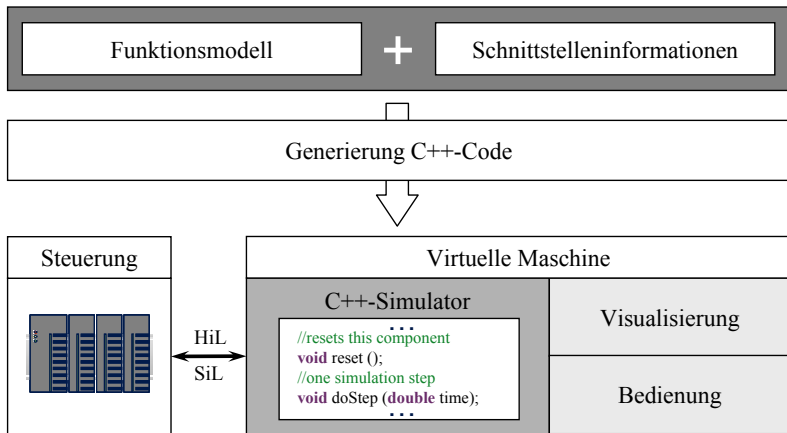 Funktionsmodell
+
Schnittstelleninformationen
Generierung C++-Code
Steuerung
HiL
SiL
Virtuelle Maschine
C++-Simulator
...
//resets this component
void reset ();
//one simulation step
void doStep (double time);
...
Visualisierung
Bedienung